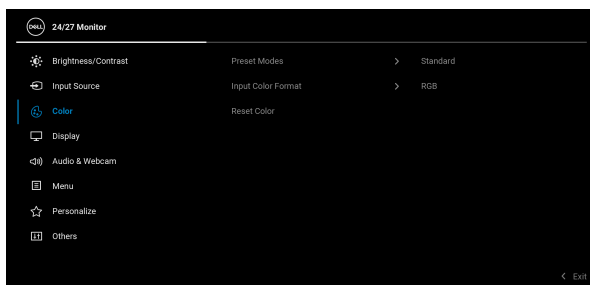 DELL 24/27 Monitor
Brightness/Contrast Preset Modes > Standard
Input Source Input Color Format > RGB
Color Reset Color
Display
Audio & Webcam
Menu
Personalize
Others
< Exit